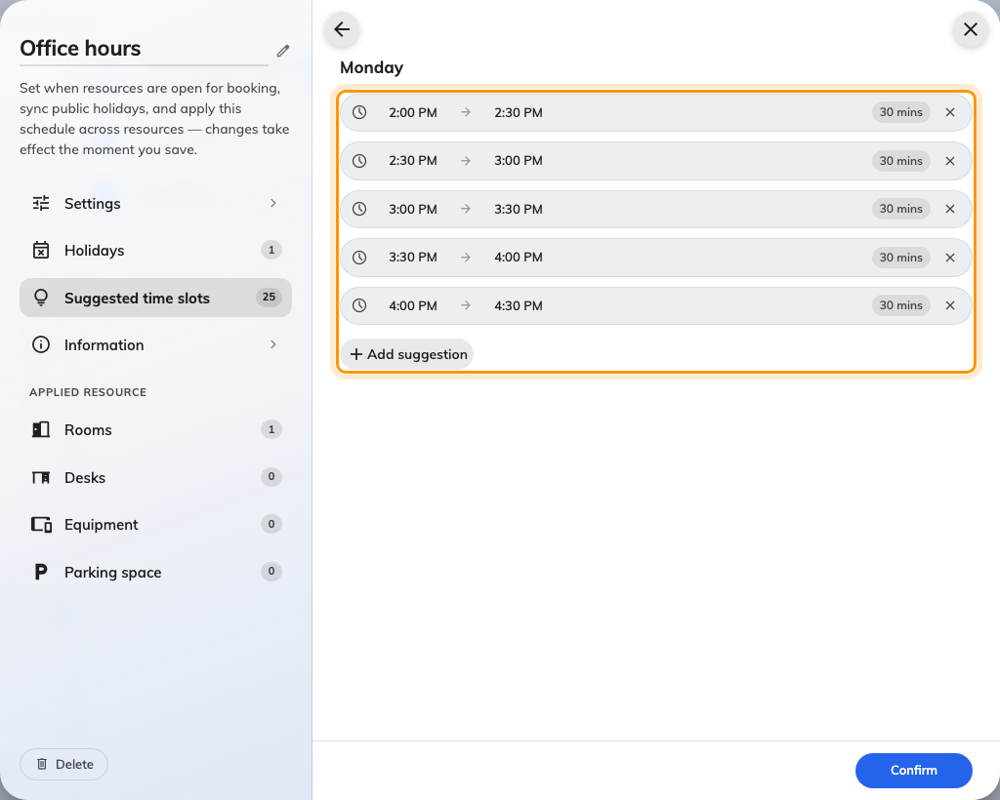 Office hours
Set when resources are open for booking,
sync public holidays, and apply this
schedule across resources — changes take
effect the moment you save.
Settings
Holidays 1
Suggested time slots 25
Information
APPLIED RESOURCE
Rooms 1
Desks 0
Equipment 0
Parking space 0
Delete
Monday
2:00 PM → 2:30 PM 30 mins
2:30 PM → 3:00 PM 30 mins
3:00 PM → 3:30 PM 30 mins
3:30 PM → 4:00 PM 30 mins
4:00 PM → 4:30 PM 30 mins
+ Add suggestion
Confirm